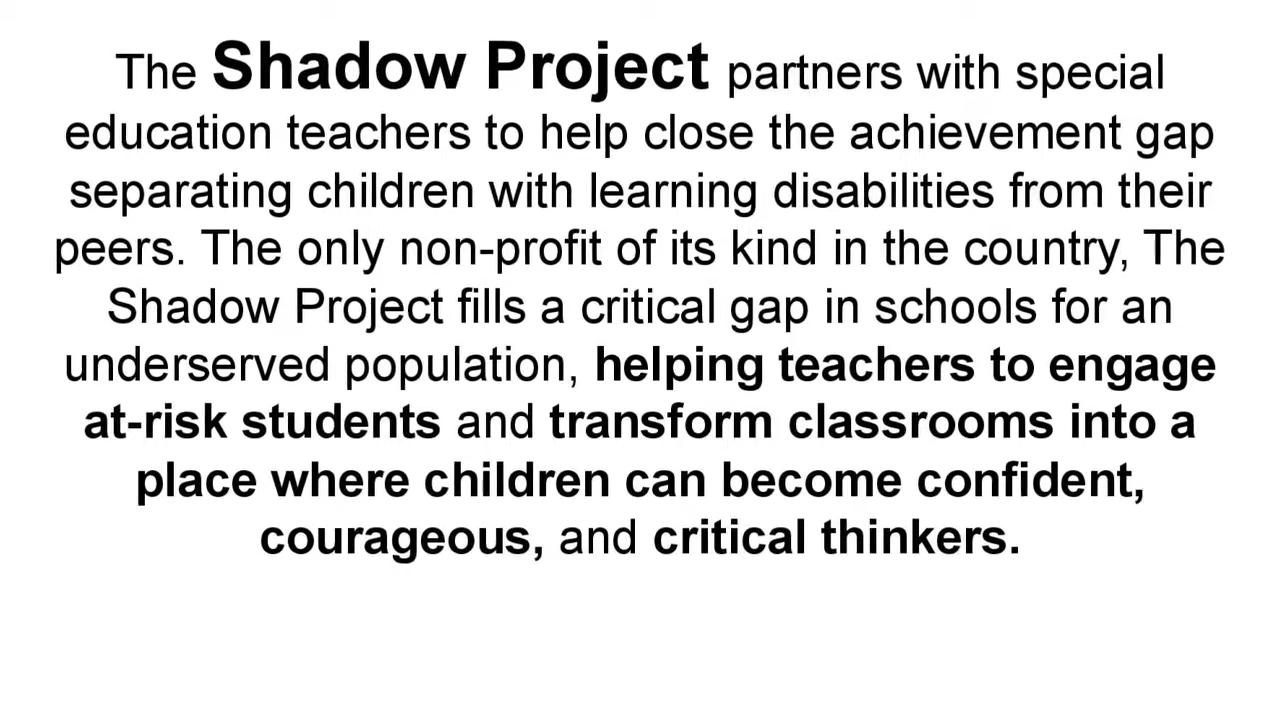 The Shadow Project partners with special
education teachers to help close the achievement gap
separating children with learning disabilities from their
peers. The only non-profit of its kind in the country, The
Shadow Project fills a critical gap in schools for an
underserved population, helping teachers to engage
at-risk students and transform classrooms into a
place where children can become confident,
courageous, and critical thinkers.